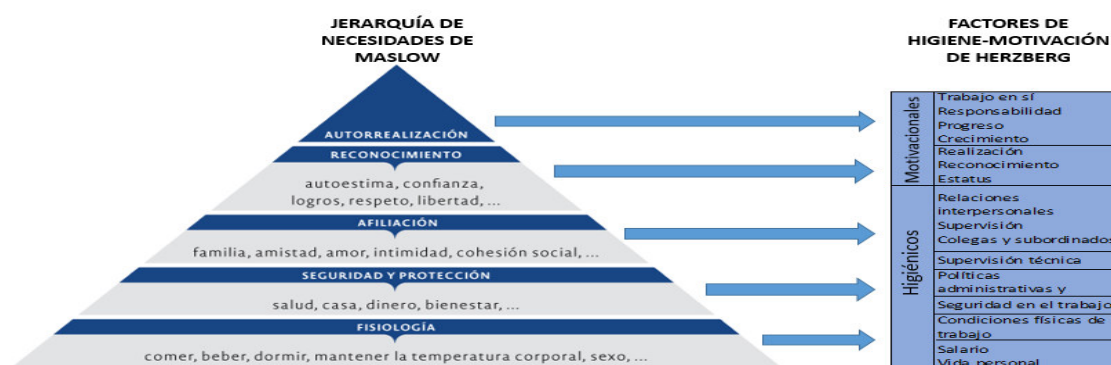 JERARQUÍA DE
NECESIDADES DE
MASLOW
AUTORREALIZACIÓN
RECONOCIMIENTO
autoestima, confianza,
logros, respeto, libertad, ...
AFILIACIÓN
familia, amistad, amor, intimidad, cohesión social, ...
SEGURIDAD Y PROTECCIÓN
salud, casa, dinero, bienestar, ...
FISIOLOGÍA
comer, beber, dormir, mantener la temperatura corporal, sexo, ...
FACTORES DE
HIGIENE-MOTIVACIÓN
DE HERZBERG
Motivacionales
Trabajo en sí
Responsabilidad
Progreso
Crecimiento
Realización
Reconocimiento
Estatus
Higiénicos
Relaciones
interpersonales
Supervisión
Colegas y subordinados
Supervisión técnica
Políticas
administrativas y
Seguridad en el trabajo
Condiciones físicas de
trabajo
Salario
Vida personal